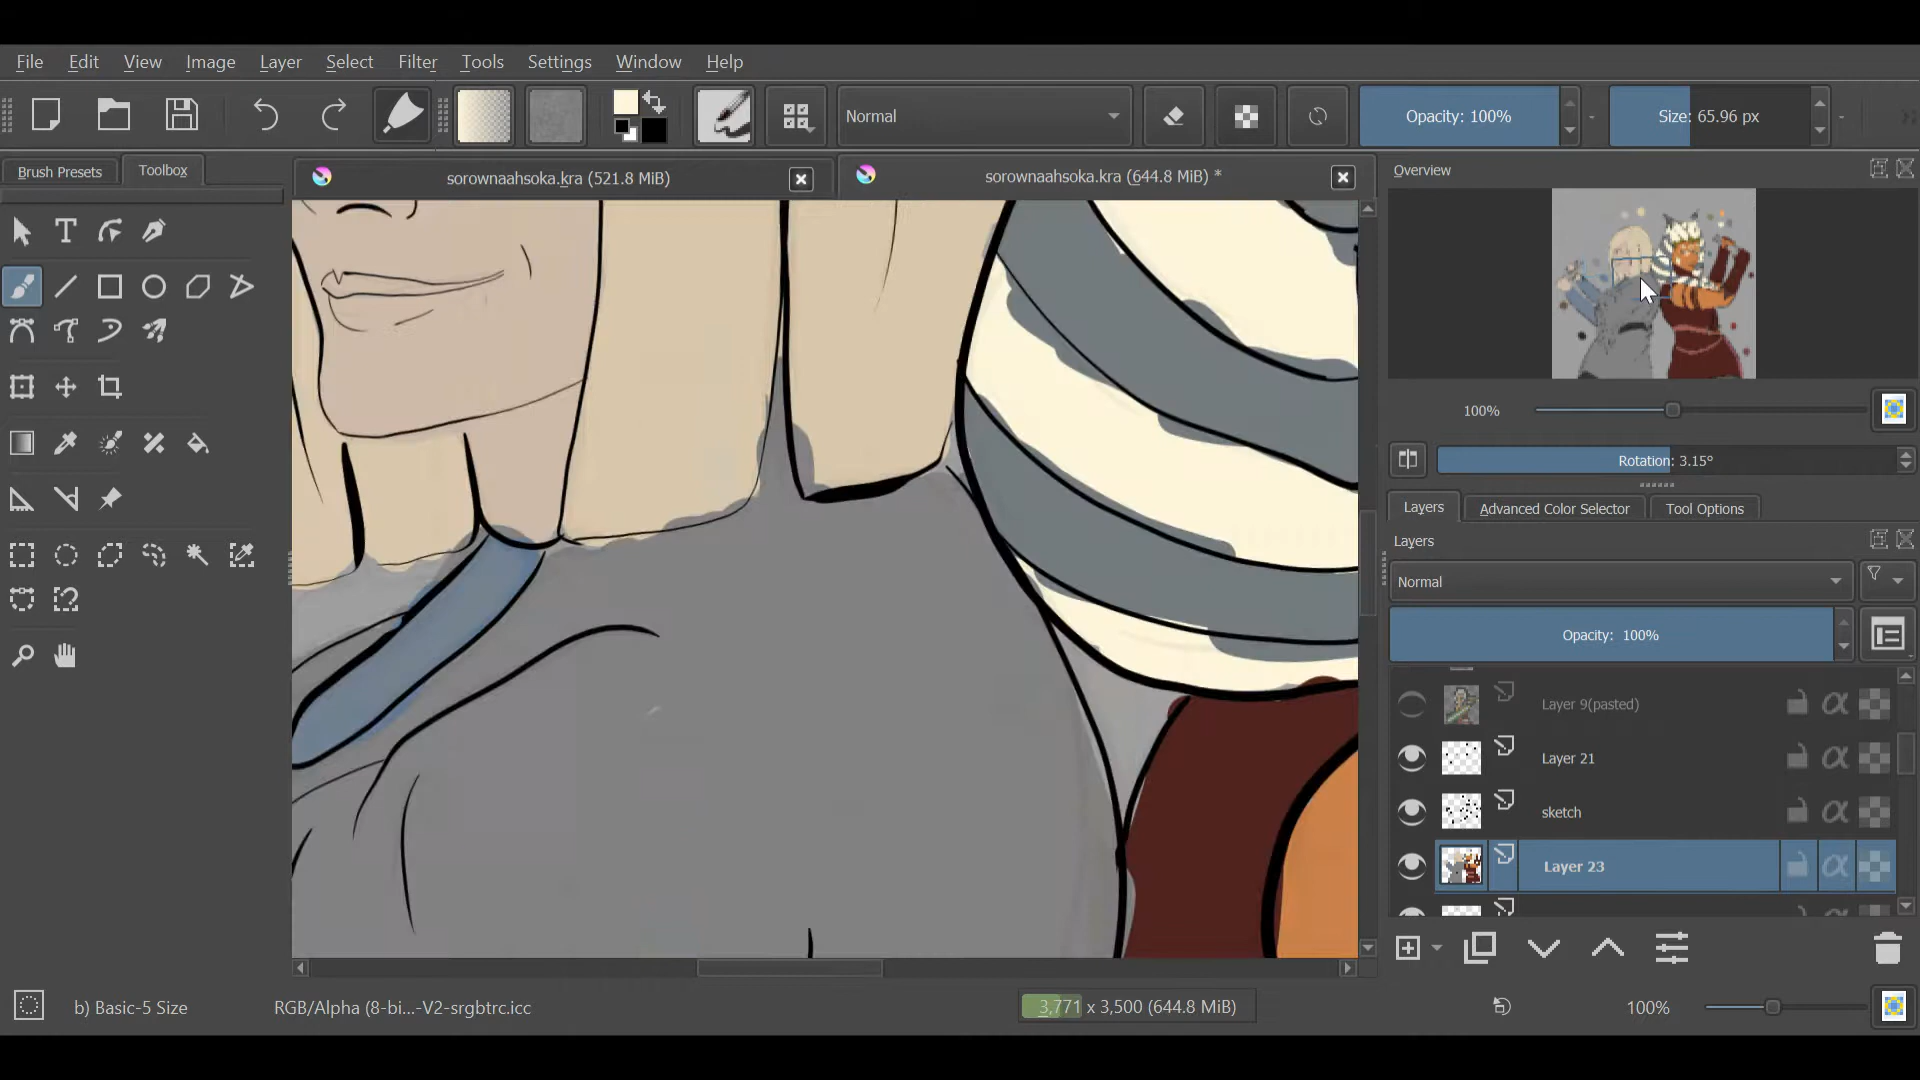 File Edit View Image Layer Select Filter Tools Settings Window Help
Normal
Opacity: 100%
Size: 65.96 px
Brush Presets
Toolbox
sorownaahsoka.kra (521.8 MiB)
sorownaahsoka.kra (644.8 MiB) *
Overview
100%
Rotation: 3.15°
Layers
Advanced Color Selector
Tool Options
Layers
Normal
Opacity: 100%
Layer 9(pasted)
Layer 21
sketch
Layer 23
b) Basic-5 Size
RGB/Alpha (8-bi...-V2-srgbtrc.icc
3,771 x 3,500 (644.8 MiB)
100%